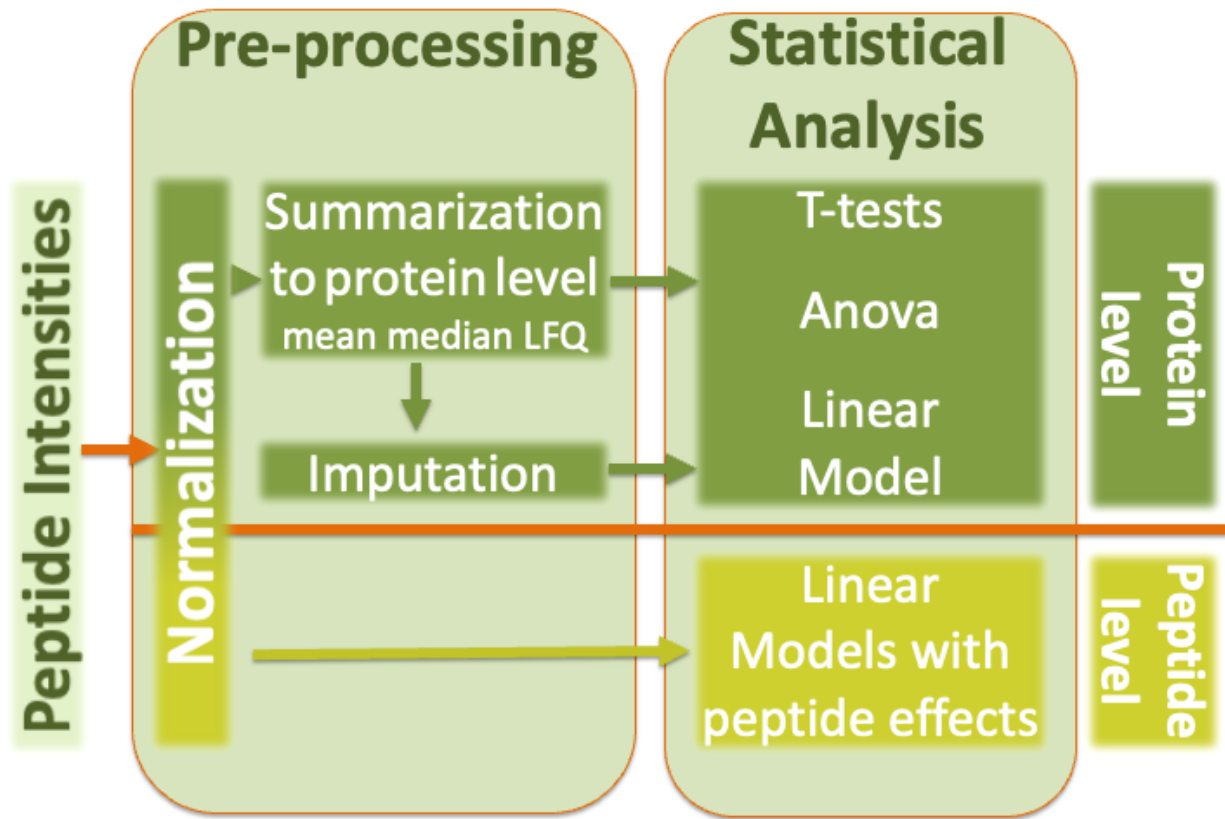 Pre-processing
Statistical
Analysis
Peptide Intensities
Normalization
Summarization
to protein level
mean median LFQ
Imputation
T-tests
Anova
Linear
Model
Protein
level
Linear
Models with
peptide effects
Peptide
level